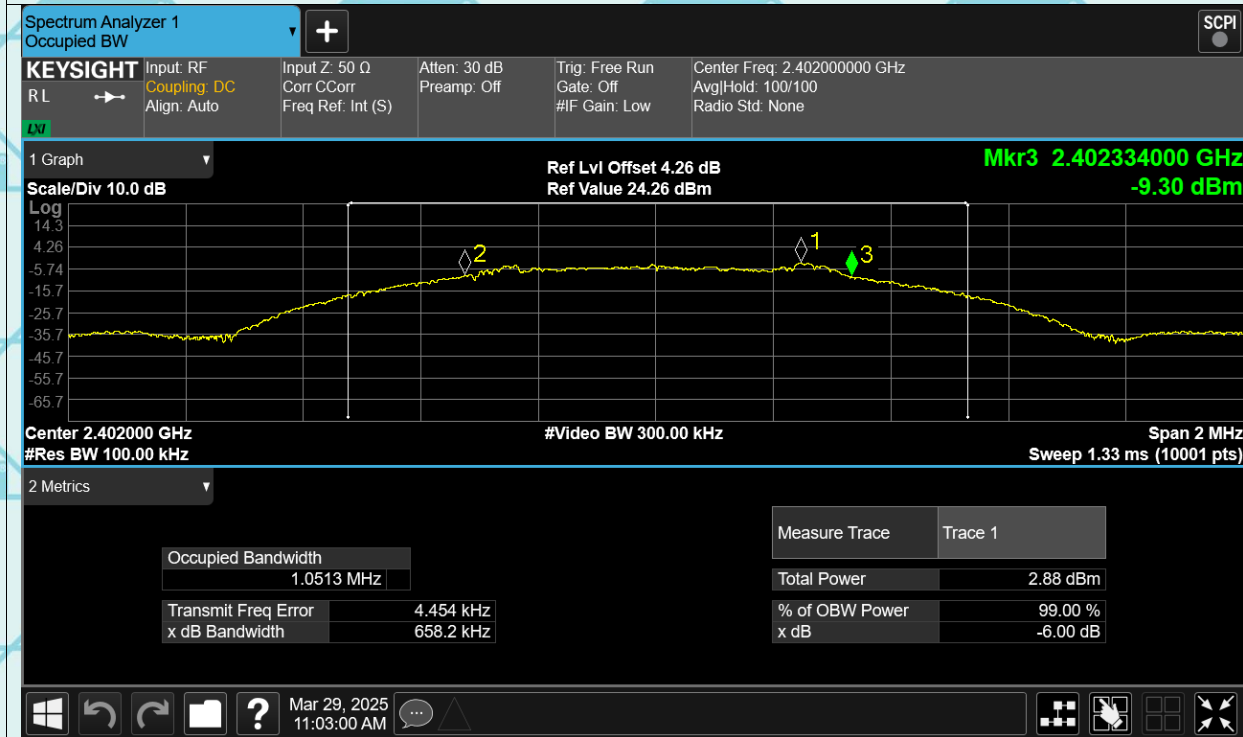 Spectrum Analyzer 1
Occupied BW
▼
+
SCPI
KEYSIGHT
RL
LXI
Input: RF
Coupling: DC
Align: Auto
Input Z: 50 Ω
Corr CCorr
Freq Ref: Int (S)
Atten: 30 dB
Preamp: Off
Trig: Free Run
Gate: Off
#IF Gain: Low
Center Freq: 2.402000000 GHz
Avg|Hold: 100/100
Radio Std: None
1 Graph ▼
Scale/Div 10.0 dB
Ref Lvl Offset 4.26 dB
Ref Value 24.26 dBm
Mkr3 2.402334000 GHz
-9.30 dBm
Log
14.3
4.26
-5.74
-15.7
-25.7
-35.7
-45.7
-55.7
-65.7
2
1
3
Center 2.402000 GHz
#Res BW 100.00 kHz
#Video BW 300.00 kHz
Span 2 MHz
Sweep 1.33 ms (10001 pts)
2 Metrics ▼
Occupied Bandwidth
1.0513 MHz
Transmit Freq Error 4.454 kHz
x dB Bandwidth 658.2 kHz
Measure Trace Trace 1
Total Power 2.88 dBm
% of OBW Power 99.00 %
x dB -6.00 dB
?
Mar 29, 2025
11:03:00 AM